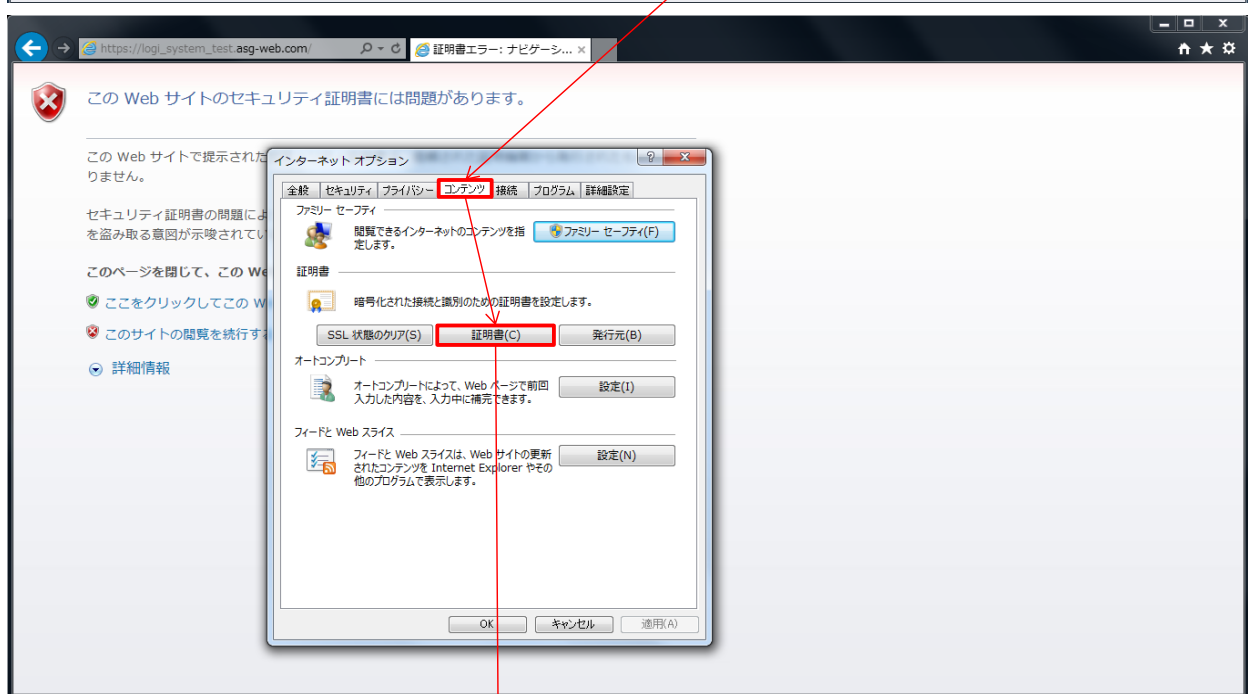 https://logi_system_test.asg-web.com/
証明書エラー: ナビゲーシ...
この Web サイトのセキュリティ証明書には問題があります。
この Web サイトで提示された
りません。
セキュリティ証明書の問題によ
を盗み取る意図が示唆されてい
このページを閉じて、この We
ここをクリックしてこの W
このサイトの閲覧を続行する
詳細情報
インターネット オプション
全般 セキュリティ プライバシー コンテンツ 接続 プログラム 詳細設定
ファミリー セーフティ
閲覧できるインターネットのコンテンツを指
定します。
ファミリー セーフティ(F)
証明書
暗号化された接続と識別のための証明書を設定します。
SSL 状態のクリア(S) 証明書(C) 発行元(B)
オートコンプリート
オートコンプリートによって、Web ページで前回
入力した内容を、入力中に補完できます。
設定(I)
フィードと Web スライス
フィードと Web スライスは、Web サイトの更新
されたコンテンツを Internet Explorer やその
他のプログラムで表示します。
設定(N)
OK キャンセル 適用(A)